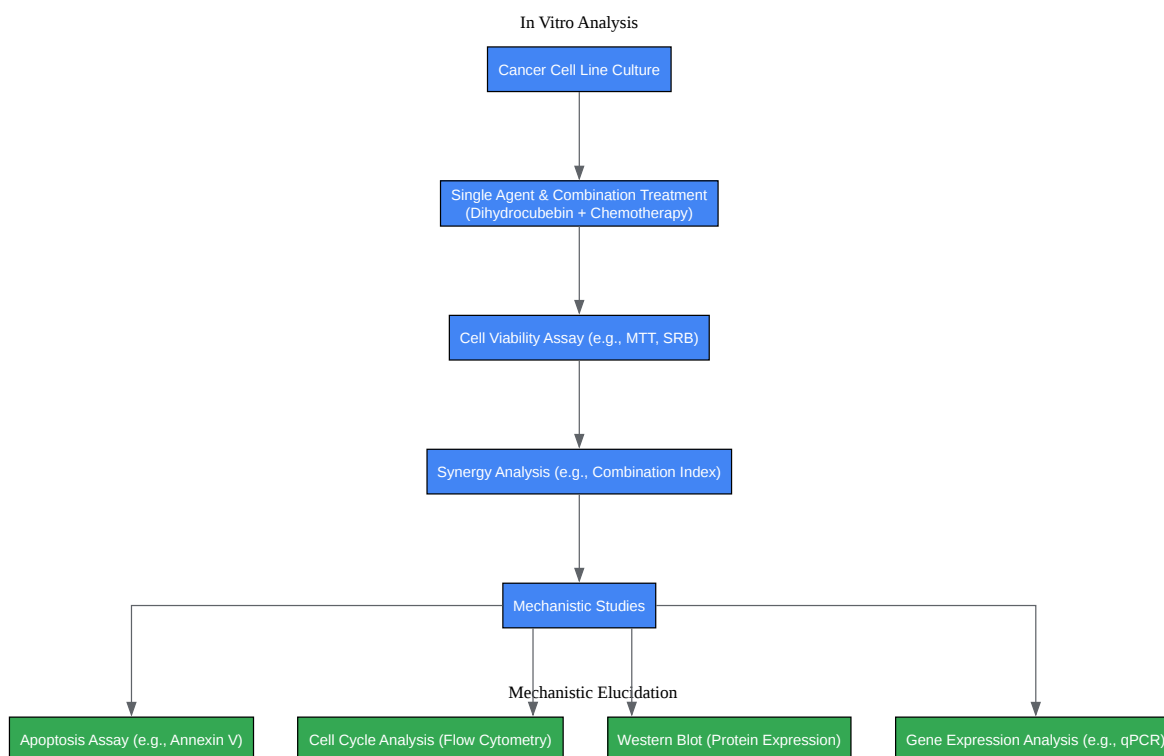 In Vitro Analysis
Cancer Cell Line Culture
Single Agent & Combination Treatment
(Dihydrocubebin + Chemotherapy)
Cell Viability Assay (e.g., MTT, SRB)
Synergy Analysis (e.g., Combination Index)
Mechanistic Studies
Mechanistic Elucidation
Apoptosis Assay (e.g., Annexin V)
Cell Cycle Analysis (Flow Cytometry)
Western Blot (Protein Expression)
Gene Expression Analysis (e.g., qPCR)